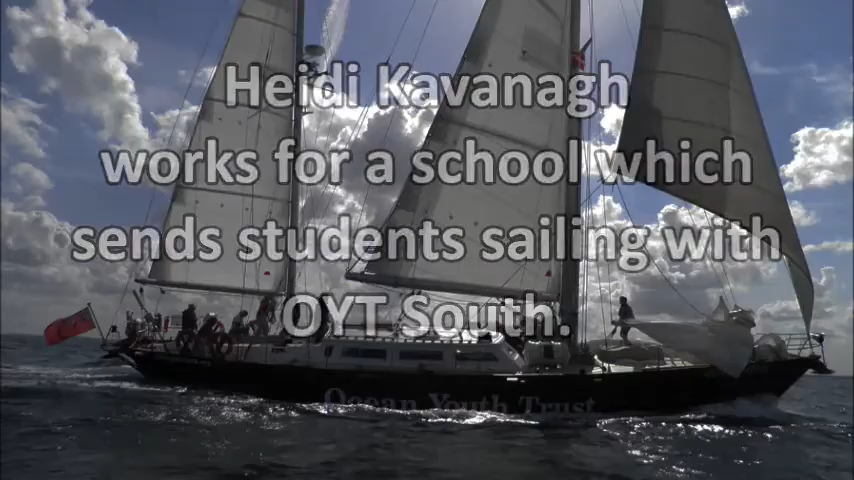 Heidi Kavanagh
works for a school which
sends students sailing with
OYT South.
Ocean Youth Trust